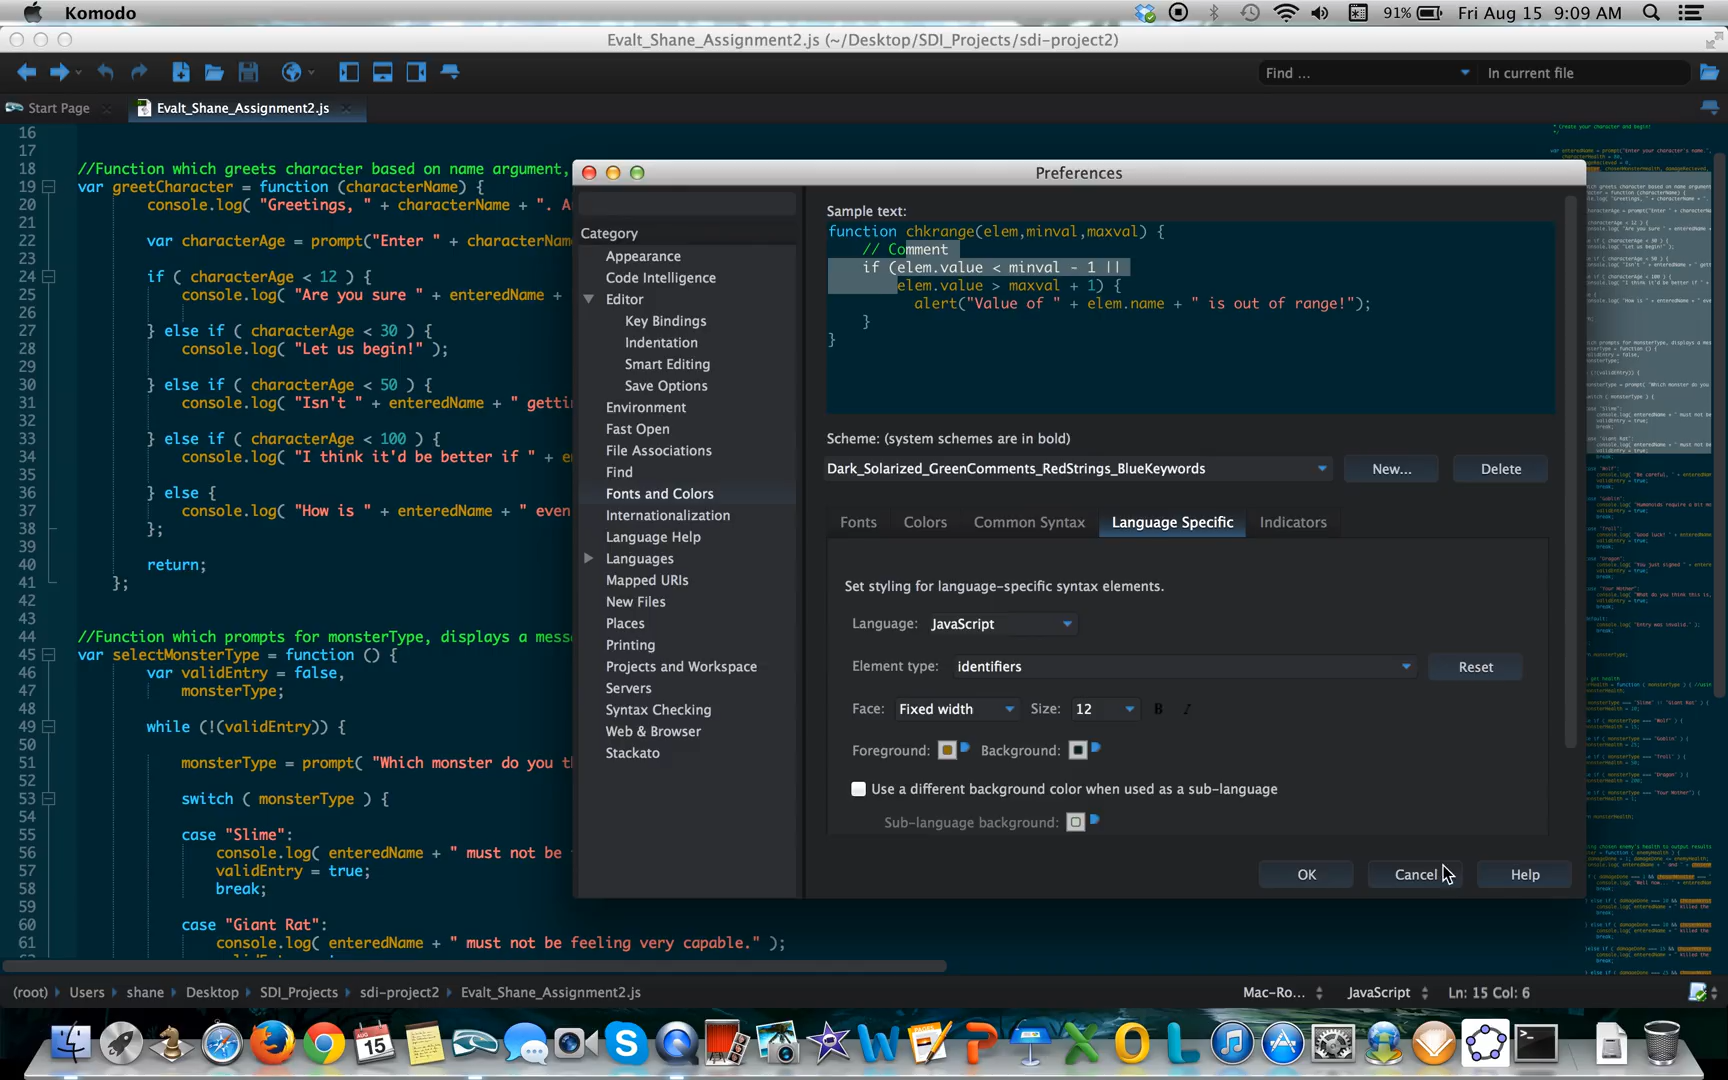 Komodo
91%
Fri Aug 15 9:09 AM
Evalt_Shane_Assignment2.js (~/Desktop/SDI_Projects/sdi-project2)
Find ...
In current file
Start Page
Evalt_Shane_Assignment2.js
16
17
18 //Function which greets character based on name argument,
19 var greetCharacter = function (characterName) {
20 console.log( "Greetings, " + characterName + ". A
21
22 var characterAge = prompt("Enter " + characterNam
23
24 if ( characterAge < 12 ) {
25 console.log( "Are you sure " + enteredName +
26
27 } else if ( characterAge < 30 ) {
28 console.log( "Let us begin!" );
29
30 } else if ( characterAge < 50 ) {
31 console.log( "Isn't " + enteredName + " getti
32
33 } else if ( characterAge < 100 ) {
34 console.log( "I think it'd be better if " + e
35
36 } else {
37 console.log( "How is " + enteredName + " even
38 };
39
40 return;
41 };
42
43
44 //Function which prompts for monsterType, displays a mess
45 var selectMonsterType = function () {
46 var validEntry = false,
47 monsterType;
48
49 while (!(validEntry)) {
50
51 monsterType = prompt( "Which monster do you t
52
53 switch ( monsterType ) {
54
55 case "Slime":
56 console.log( enteredName + " must not be
57 validEntry = true;
58 break;
59
60 case "Giant Rat":
61 console.log( enteredName + " must not be feeling very capable." );
Preferences
Category
Appearance
Code Intelligence
Editor
Key Bindings
Indentation
Smart Editing
Save Options
Environment
Fast Open
File Associations
Find
Fonts and Colors
Internationalization
Language Help
Languages
Mapped URIs
New Files
Places
Printing
Projects and Workspace
Servers
Syntax Checking
Web & Browser
Stackato
Sample text:
function chkrange(elem,minval,maxval) {
// Comment
if (elem.value < minval - 1 ||
elem.value > maxval + 1) {
alert("Value of " + elem.name + " is out of range!");
}
}
Scheme: (system schemes are in bold)
Dark_Solarized_GreenComments_RedStrings_BlueKeywords
New...
Delete
Fonts
Colors
Common Syntax
Language Specific
Indicators
Set styling for language-specific syntax elements.
Language: JavaScript
Element type: identifiers
Reset
Face: Fixed width Size: 12 B I
Foreground: Background:
Use a different background color when used as a sub-language
Sub-language background:
OK
Cancel
Help
(root) Users shane Desktop SDI_Projects sdi-project2 Evalt_Shane_Assignment2.js
Mac-Ro... JavaScript Ln: 15 Col: 6
AUG
15